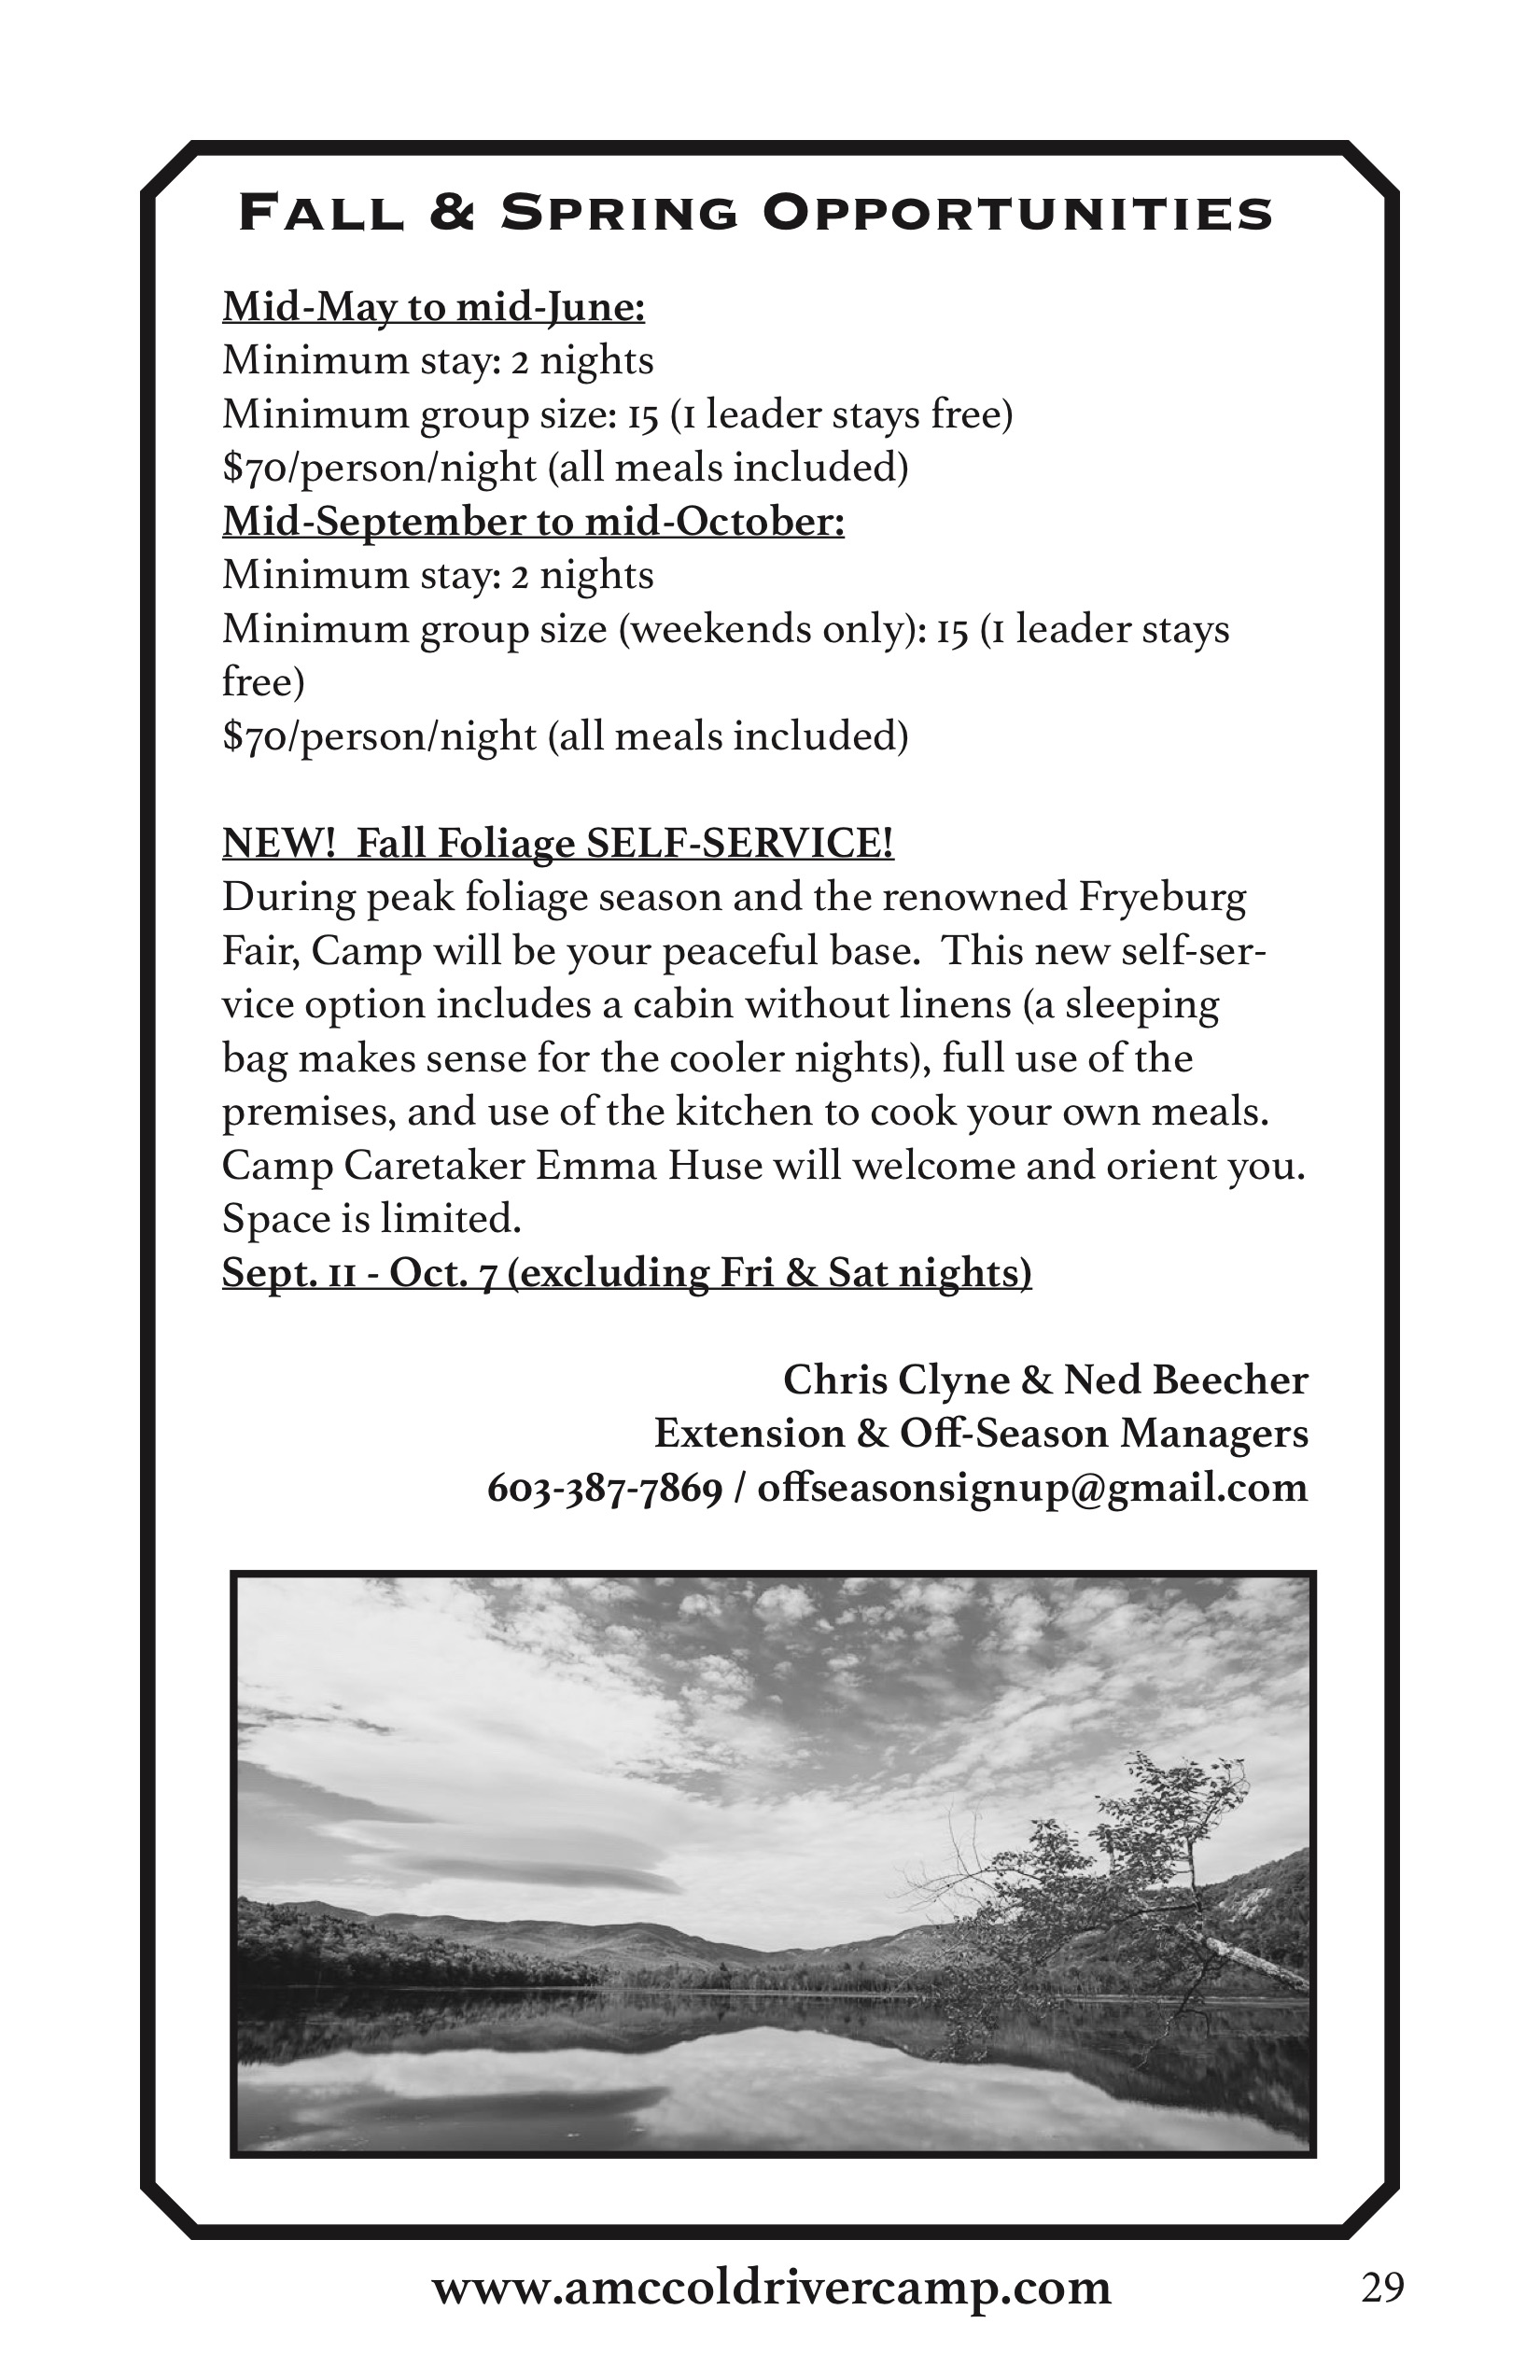 Fall & Spring Opportunities
Mid-May to mid-June:
Minimum stay: 2 nights
Minimum group size: 15 (1 leader stays free)
$70/person/night (all meals included)
Mid-September to mid-October:
Minimum stay: 2 nights
Minimum group size (weekends only): 15 (1 leader stays
free)
$70/person/night (all meals included)
NEW!  Fall Foliage SELF-SERVICE!
During peak foliage season and the renowned Fryeburg
Fair, Camp will be your peaceful base.  This new self-ser-
vice option includes a cabin without linens (a sleeping
bag makes sense for the cooler nights), full use of the
premises, and use of the kitchen to cook your own meals.
Camp Caretaker Emma Huse will welcome and orient you.
Space is limited.
Sept. 11 - Oct. 7 (excluding Fri & Sat nights)
Chris Clyne & Ned Beecher
Extension & Off-Season Managers
603-387-7869 / offseasonsignup@gmail.com
www.amccoldrivercamp.com
29